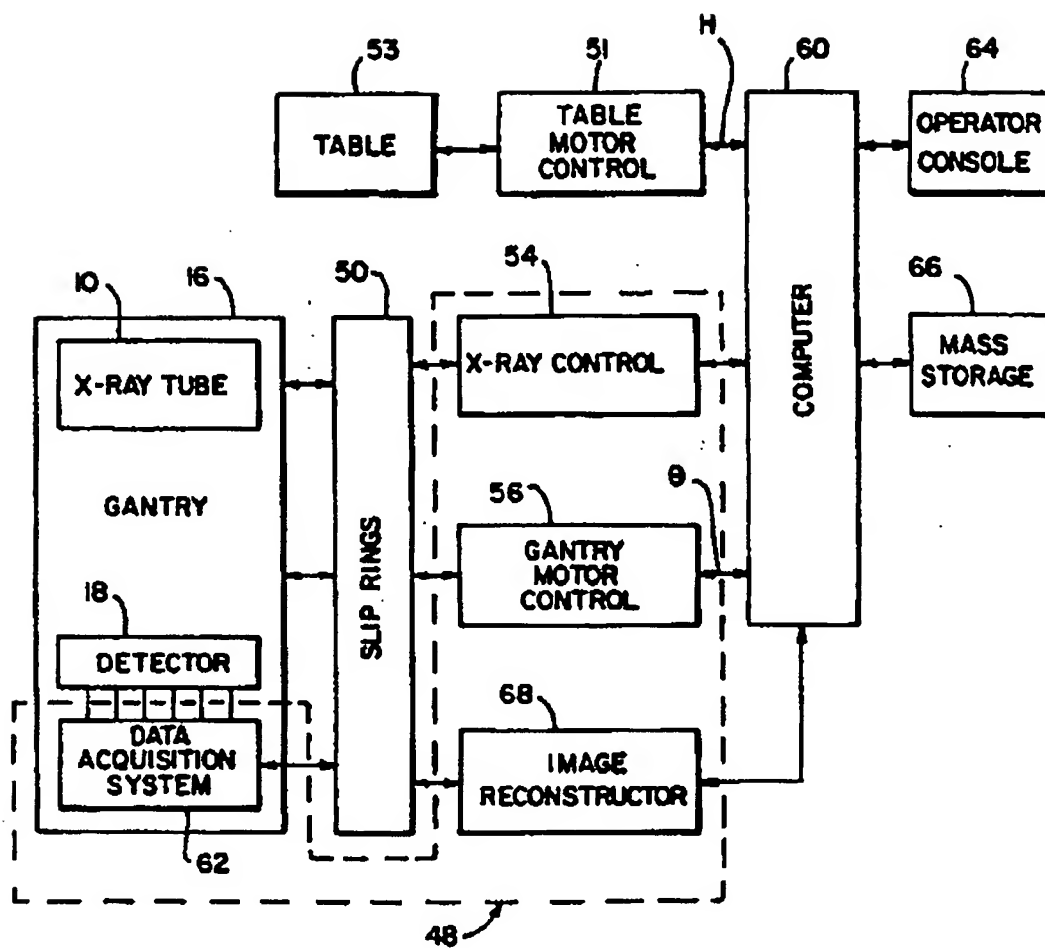 H
53
51
60
64
TABLE
TABLE
MOTOR
CONTROL
OPERATOR
CONSOLE
10
16
50
54
66
X-RAY TUBE
X-RAY CONTROL
COMPUTER
MASS
STORAGE
GANTRY
SLIP RINGS
56
θ
GANTRY
MOTOR
CONTROL
18
DETECTOR
68
DATA
ACQUISITION
SYSTEM
IMAGE
RECONSTRUCTOR
62
48